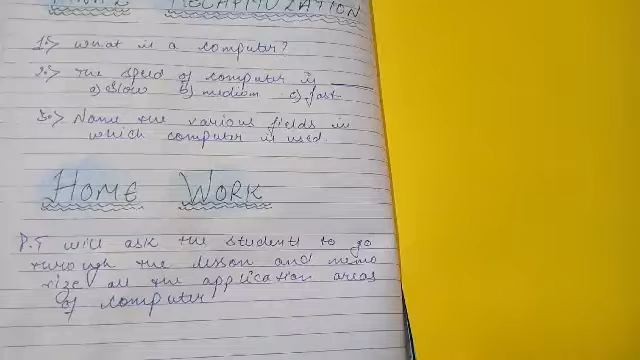 RECAPITULATION
1.> What is a computer?
2.> The speed of computer is ______
a) slow b) medium c) fast
3.> Name the various fields in
which computer is used.
HOME WORK
P.T will ask the students to go
through the lesson and memo
rize all the application areas
of computer